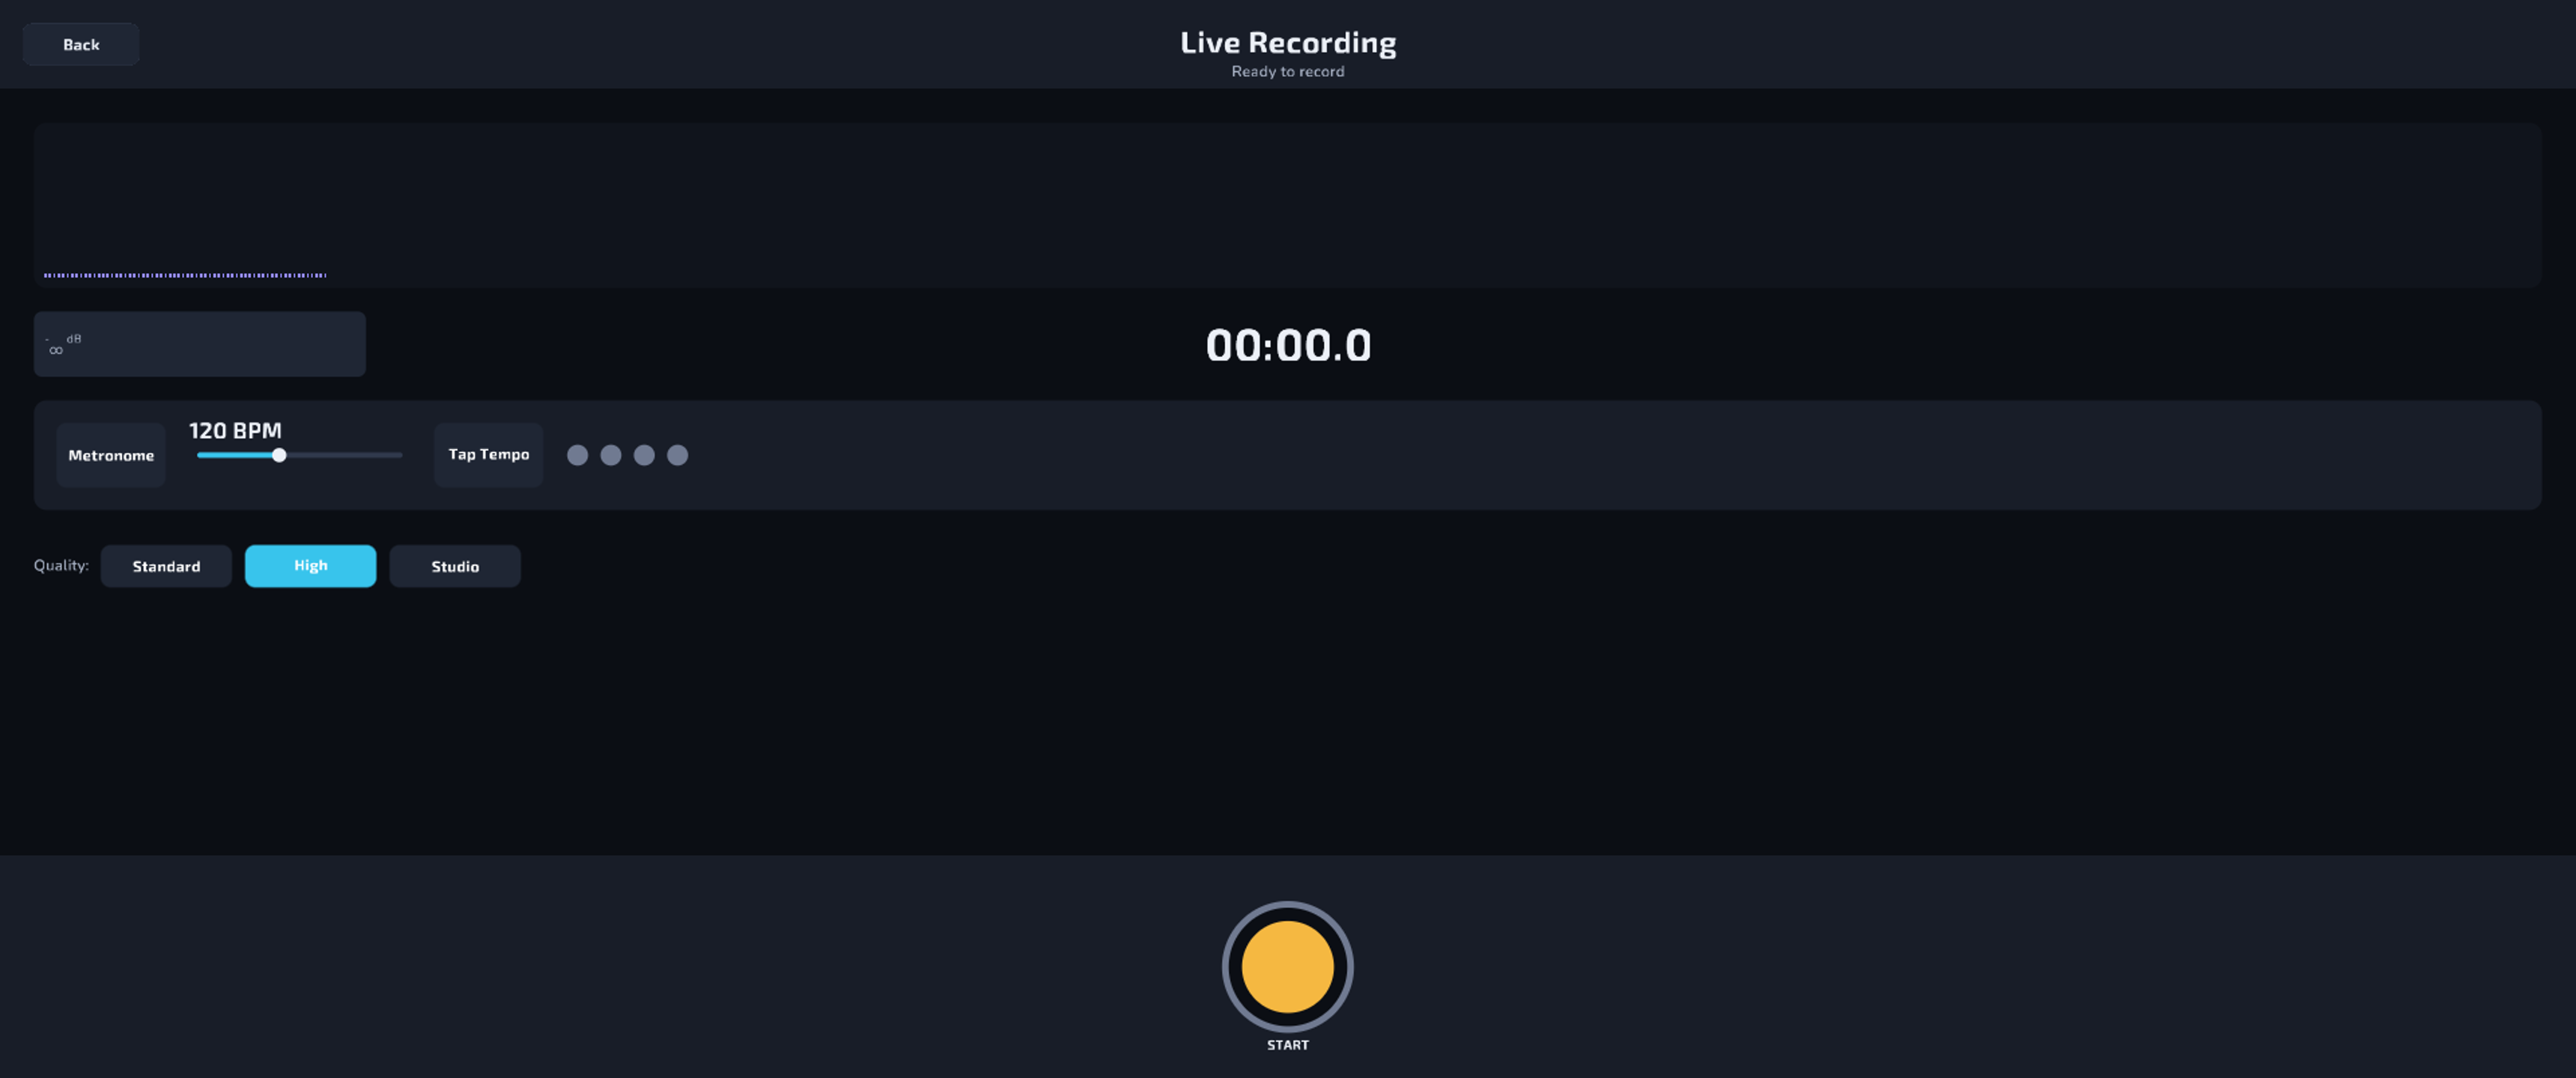 Back
Live Recording
Ready to record
-∞ dB
00:00.0
120 BPM
Metronome
Tap Tempo
Quality:
Standard
High
Studio
START